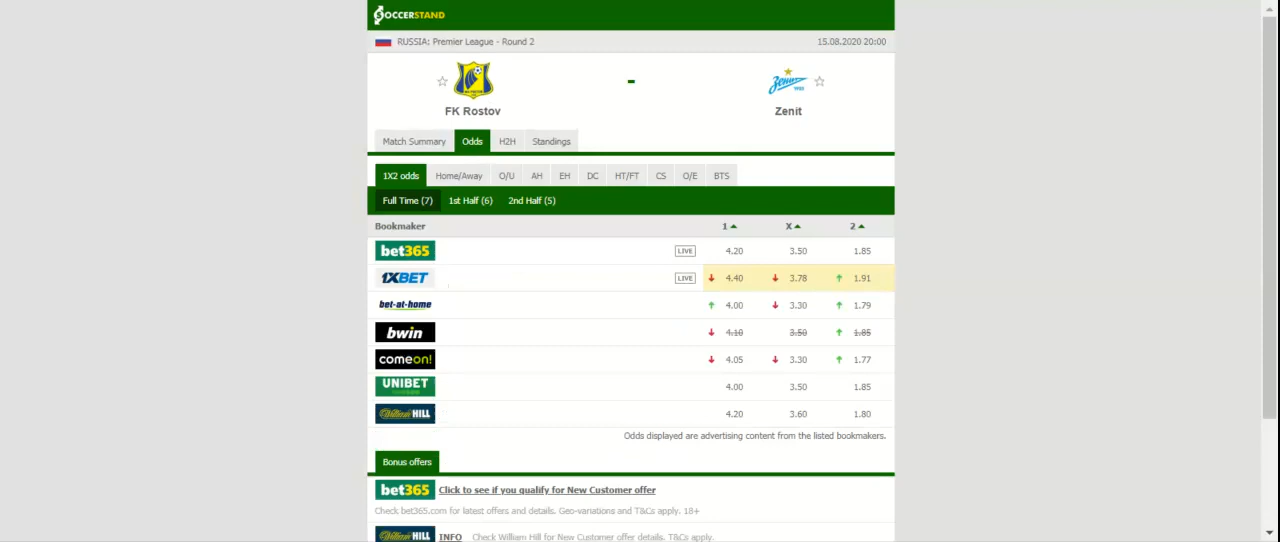 SOCCERSTAND
RUSSIA: Premier League - Round 2 15.08.2020 20:00
-
FK Rostov Zenit
Match Summary Odds H2H Standings
1X2 odds Home/Away O/U AH EH DC HT/FT CS O/E BTS
Full Time (7) 1st Half (6) 2nd Half (5)
Bookmaker 1 X 2
bet365 LIVE 4.20 3.50 1.85
1XBET LIVE 4.40 3.78 1.91
bet-at-home 4.00 3.30 1.79
bwin 4.10 3.50 1.85
comeon! 4.05 3.30 1.77
UNIBET 4.00 3.50 1.85
William HILL 4.20 3.60 1.80
Odds displayed are advertising content from the listed bookmakers.
Bonus offers
bet365 Click to see if you qualify for New Customer offer
Check bet365.com for latest offers and details. Geo-variations and T&Cs apply. 18+
William HILL INFO Check William Hill for New Customer offer details. T&Cs apply.